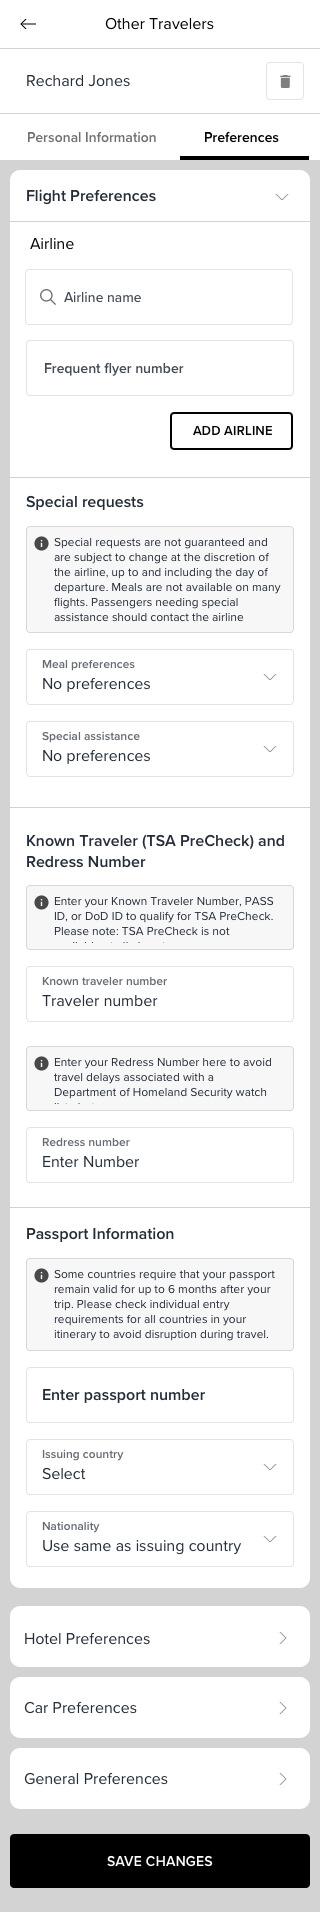 Other Travelers
Rechard Jones
Personal Information
Preferences
Flight Preferences
Airline
Airline name
Frequent flyer number
ADD AIRLINE
Special requests
Special requests are not guaranteed and
are subject to change at the discretion of
the airline, up to and including the day of
departure. Meals are not available on many
flights. Passengers needing special
assistance should contact the airline
Meal preferences
No preferences
Special assistance
No preferences
Known Traveler (TSA PreCheck) and
Redress Number
Enter your Known Traveler Number, PASS
ID, or DoD ID to qualify for TSA PreCheck.
Please note: TSA PreCheck is not
Known traveler number
Traveler number
Enter your Redress Number here to avoid
travel delays associated with a
Department of Homeland Security watch
Redress number
Enter Number
Passport Information
Some countries require that your passport
remain valid for up to 6 months after your
trip. Please check individual entry
requirements for all countries in your
itinerary to avoid disruption during travel.
Enter passport number
Issuing country
Select
Nationality
Use same as issuing country
Hotel Preferences
Car Preferences
General Preferences
SAVE CHANGES